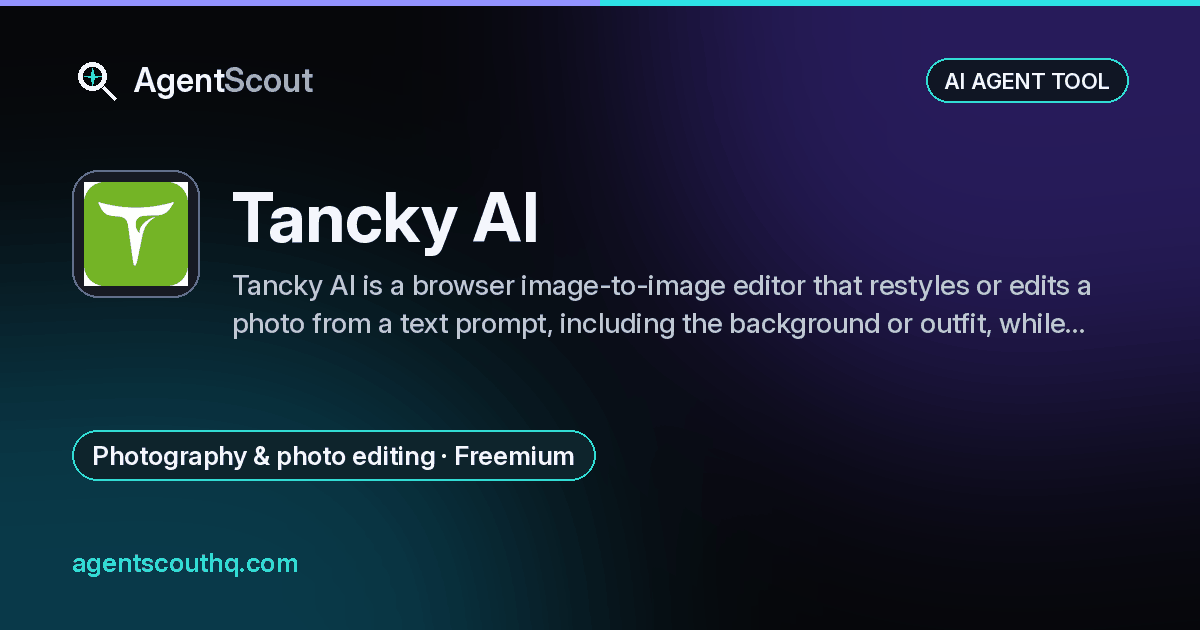 AgentScout
AI AGENT TOOL
Tancky AI
Tancky AI is a browser image-to-image editor that restyles or edits a
photo from a text prompt, including the background or outfit, while...
Photography & photo editing · Freemium
agentscouthq.com